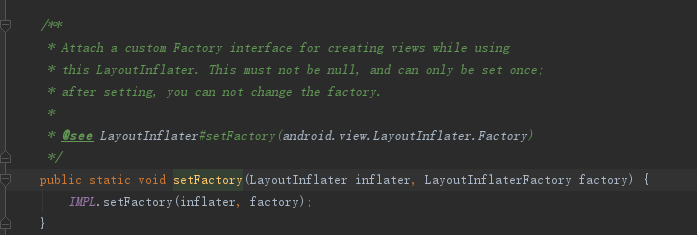 /**
 * Attach a custom Factory interface for creating views while using
 * this LayoutInflater. This must not be null, and can only be set once;
 * after setting, you can not change the factory.
 *
 * @see LayoutInflater#setFactory(android.view.LayoutInflater.Factory)
 */
public static void setFactory(LayoutInflater inflater, LayoutInflaterFactory factory) {
    IMPL.setFactory(inflater, factory);
}